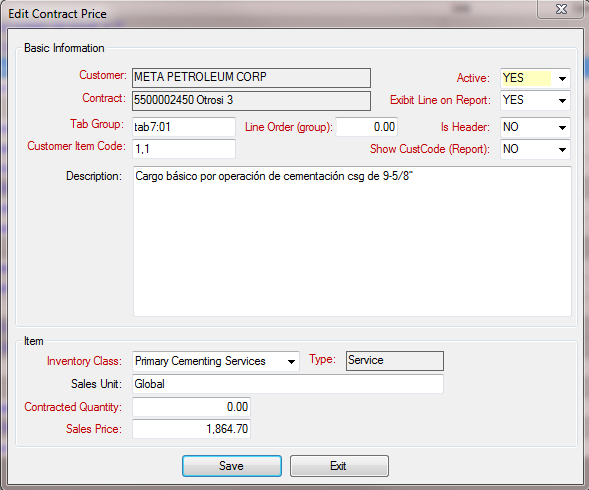 Edit Contract Price
Basic Information
Customer: META PETROLEUM CORP Active: YES
Contract: 5500002450 Otrosi 3 Exibit Line on Report: YES
Tab Group: tab7:01 Line Order (group): 0.00 Is Header: NO
Customer Item Code: 1,1 Show CustCode (Report): NO
Description: Cargo básico por operación de cementación csg de 9-5/8"
Item
Inventory Class: Primary Cementing Services Type: Service
Sales Unit: Global
Contracted Quantity: 0.00
Sales Price: 1,864.70
Save Exit